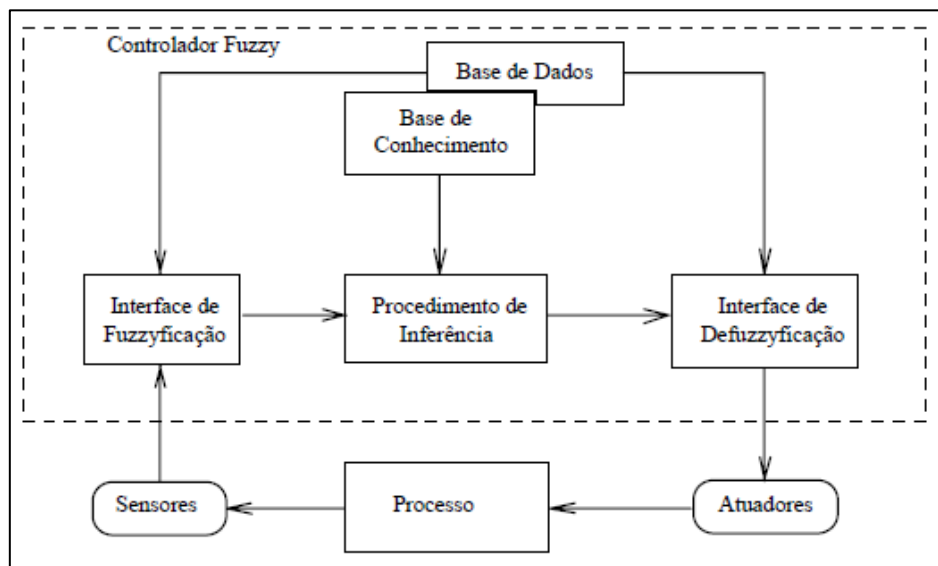 Controlador Fuzzy
Base de Dados
Base de
Conhecimento
Interface de
Fuzzyficação
Procedimento de
Inferência
Interface de
Defuzzyficação
Sensores
Processo
Atuadores